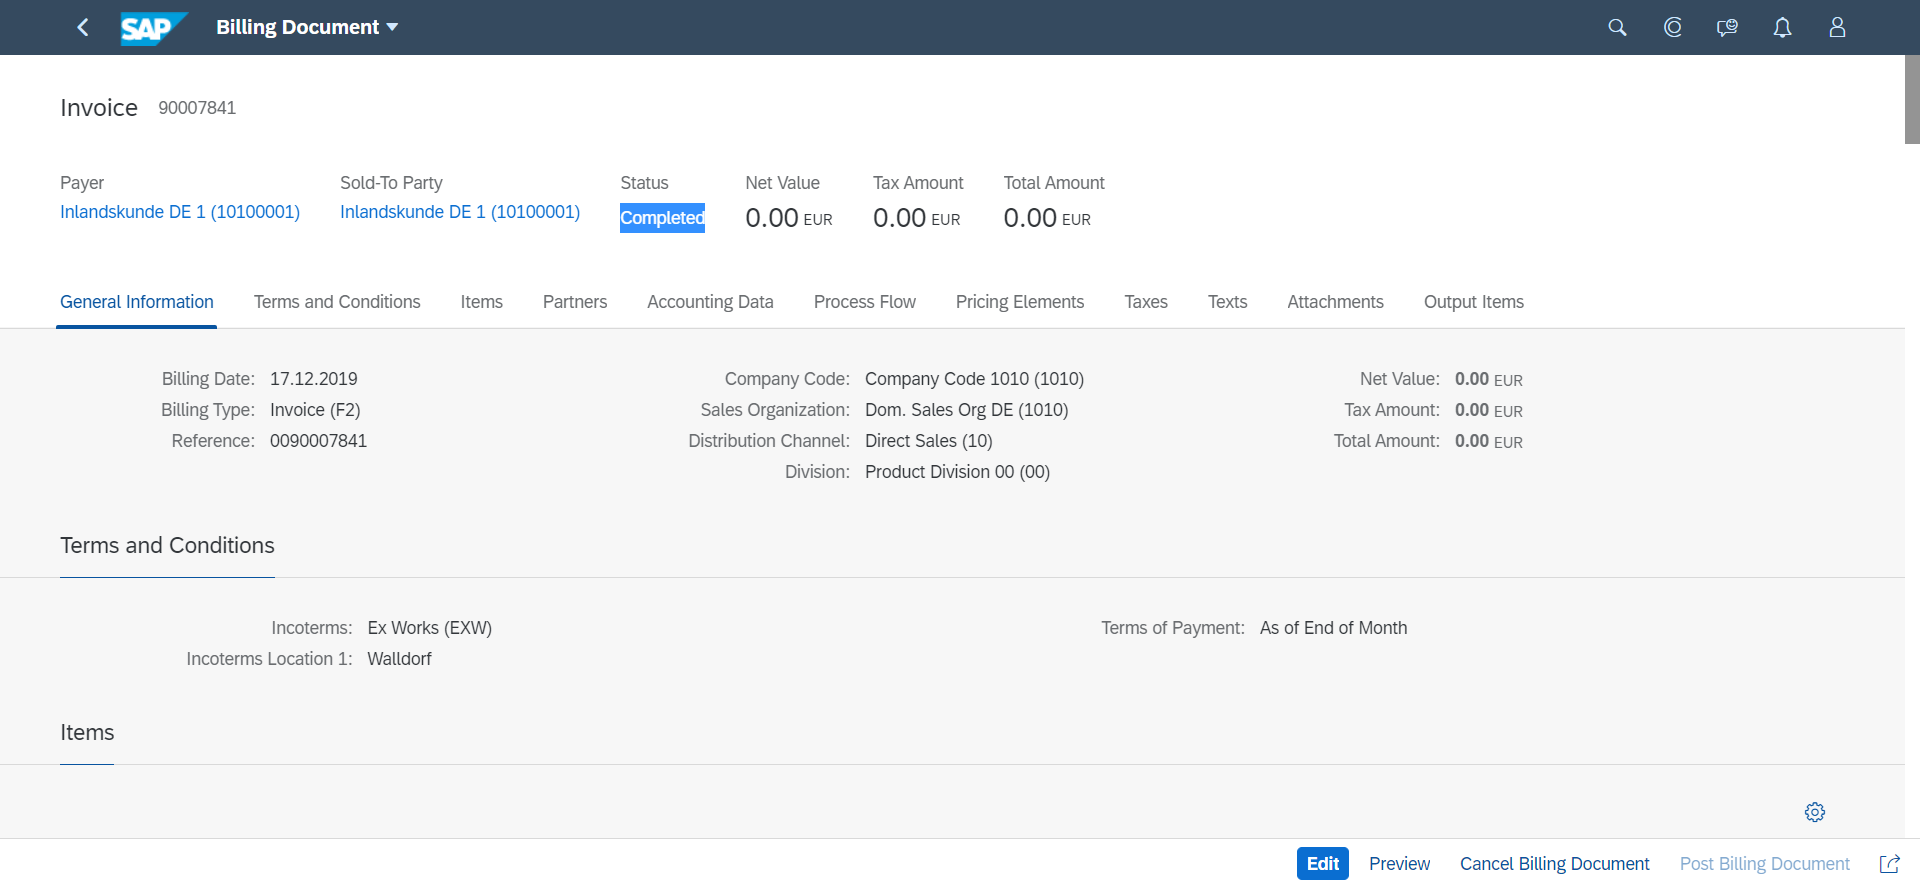 SAP Billing Document
Invoice 90007841
Payer Sold-To Party Status Net Value Tax Amount Total Amount
Inlandskunde DE 1 (10100001) Inlandskunde DE 1 (10100001) Completed 0.00 EUR 0.00 EUR 0.00 EUR
General Information Terms and Conditions Items Partners Accounting Data Process Flow Pricing Elements Taxes Texts Attachments Output Items
Billing Date: 17.12.2019 Company Code: Company Code 1010 (1010) Net Value: 0.00 EUR
Billing Type: Invoice (F2) Sales Organization: Dom. Sales Org DE (1010) Tax Amount: 0.00 EUR
Reference: 0090007841 Distribution Channel: Direct Sales (10) Total Amount: 0.00 EUR
Division: Product Division 00 (00)
Terms and Conditions
Incoterms: Ex Works (EXW) Terms of Payment: As of End of Month
Incoterms Location 1: Walldorf
Items
Edit Preview Cancel Billing Document Post Billing Document